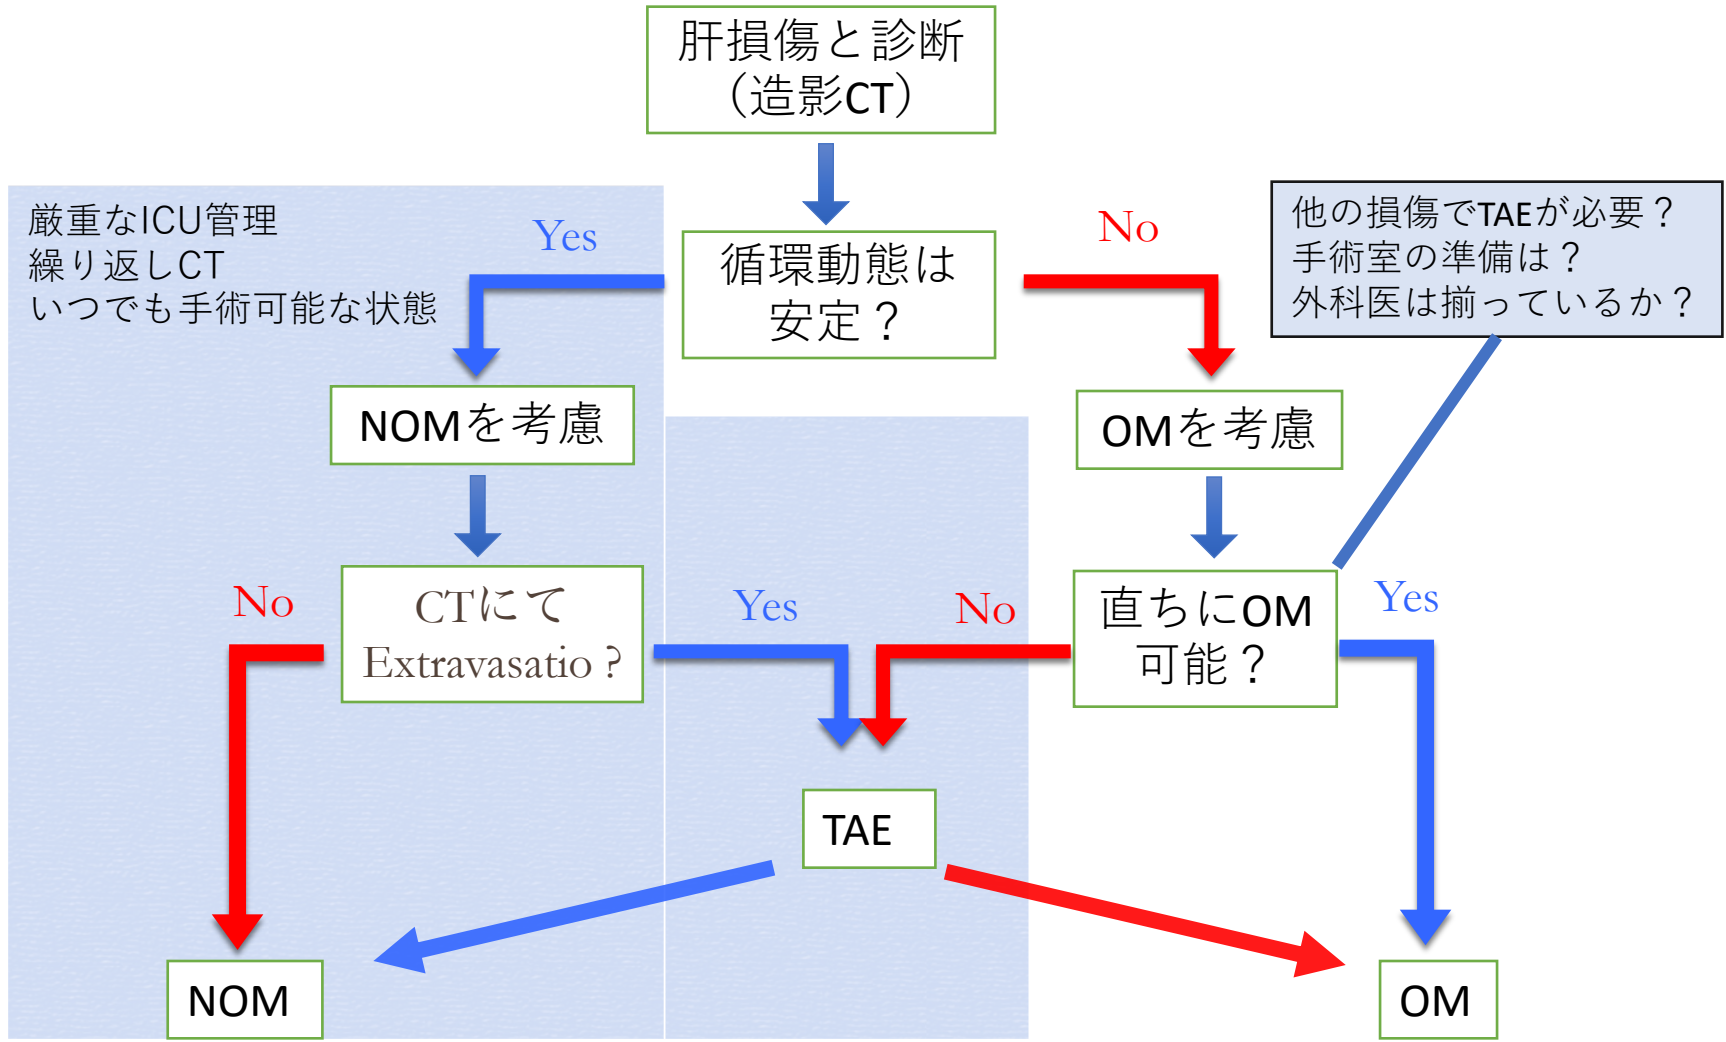 肝損傷と診断
（造影CT）
厳重なICU管理
繰り返しCT
いつでも手術可能な状態
Yes
循環動態は
安定？
No
他の損傷でTAEが必要？
手術室の準備は？
外科医は揃っているか？
NOMを考慮
OMを考慮
No
CTにて
Extravasatio？
Yes
No
直ちにOM
可能？
Yes
TAE
NOM
OM